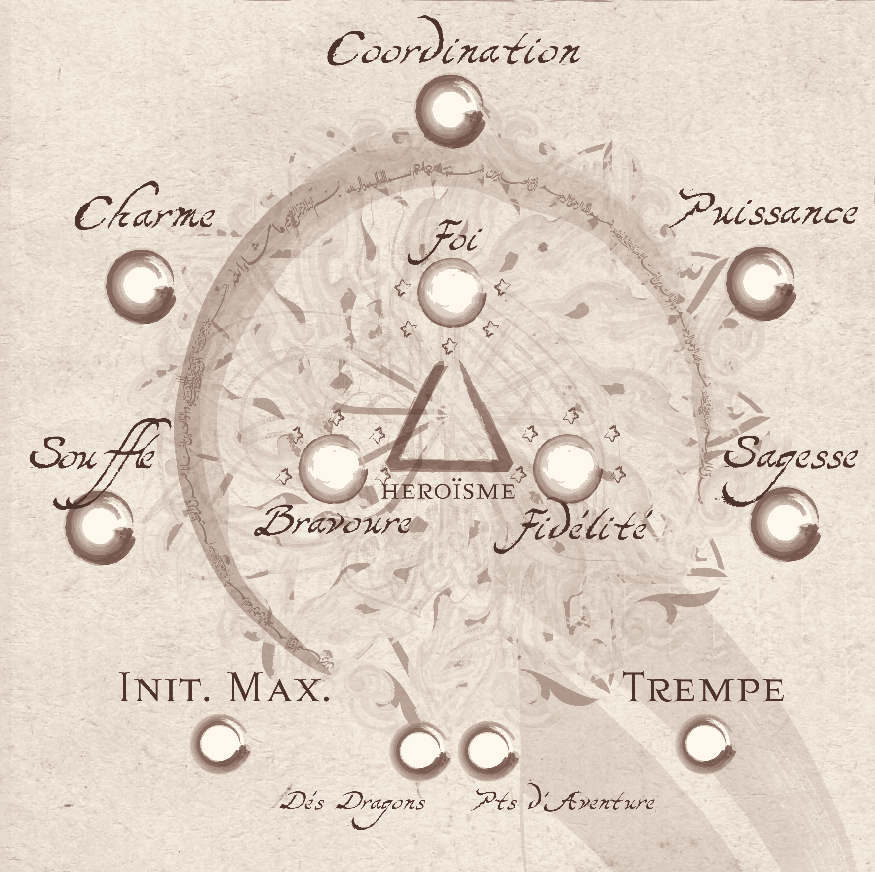 Coordination
Charme
Puissance
Foi
Souffle
Sagesse
HEROÏSME
Bravoure
Fidélité
INIT. MAX.
TREMPE
Dés Dragons
Pts d'Aventure